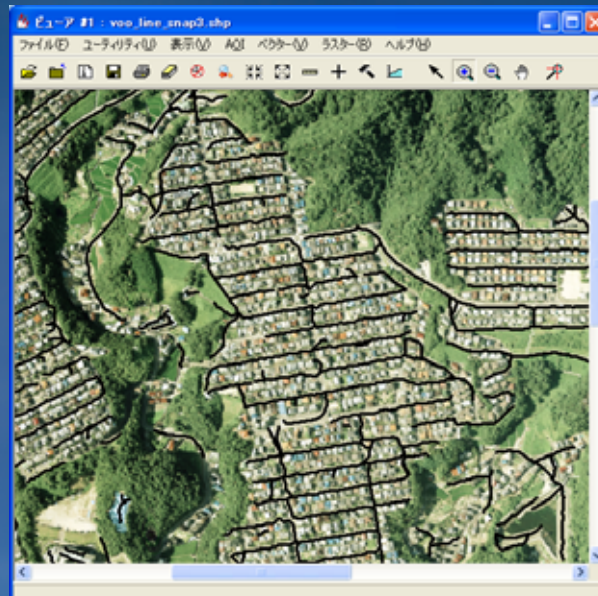 ビューア #1 : voo_line_snap3.shp
ファイル(F) ユーティリティ(U) 表示(V) AOI ベクター(V) ラスター(R) ヘルプ(H)